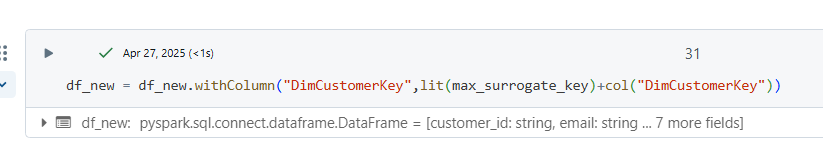 Apr 27, 2025 (<1s)
31
df_new = df_new.withColumn("DimCustomerKey",lit(max_surrogate_key)+col("DimCustomerKey"))
df_new: pyspark.sql.connect.dataframe.DataFrame = [customer_id: string, email: string ... 7 more fields]